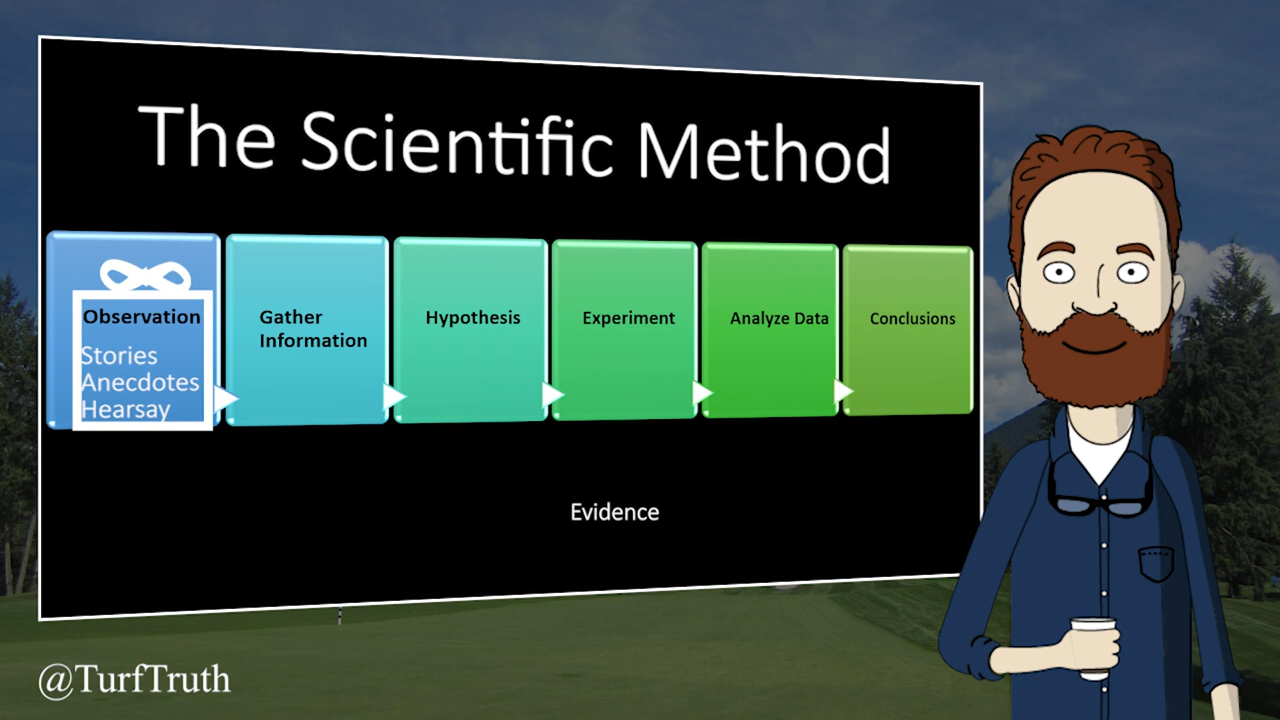 The Scientific Method
Observation
Stories
Anecdotes
Hearsay
Gather
Information
Hypothesis
Experiment
Analyze Data
Conclusions
Evidence
@TurfTruth